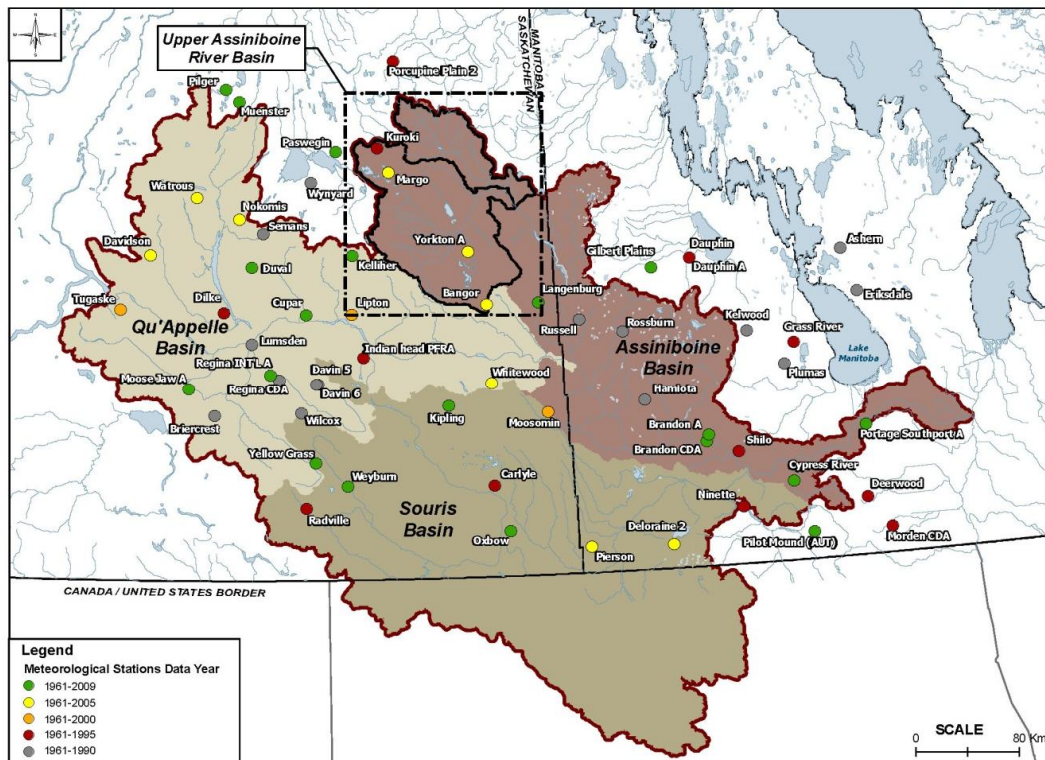 Upper Assiniboine
River Basin
MANITOBA
SASKATCHEWAN
Porcupine Plain 2
Pilger
Muenster
Paswegin
Kuroki
Margo
Wynyard
Watrous
Nokomis
Semans
Yorkton A
Davidson
Duval
Kelliher
Gilbert Plains
Dauphin
Dauphin A
Ashern
Bangor
Langenburg
Eriksdale
Tugaske
Dilke
Cupar
Lipton
Russell
Rossburn
Kelwood
Grass River
Qu'Appelle
Basin
Lumsden
Indian head PFRA
Assiniboine
Basin
Lake
Manitoba
Plumas
Regina INT'L A
Moose Jaw A
Regina CDA
Davin 5
Davin 6
Whitewood
Hamiota
Briercrest
Wilcox
Kipling
Moosomin
Brandon A
Brandon CDA
Shilo
Portage Southport A
Yellow Grass
Weyburn
Carlyle
Cypress River
Deerwood
Radville
Souris
Basin
Ninette
Oxbow
Deloraine 2
Pierson
Pilot Mound (AUT)
Morden CDA
CANADA / UNITED STATES BORDER
Legend
Meteorological Stations Data Year
1961-2009
1961-2005
1961-2000
1961-1995
1961-1990
SCALE
0 80 Km